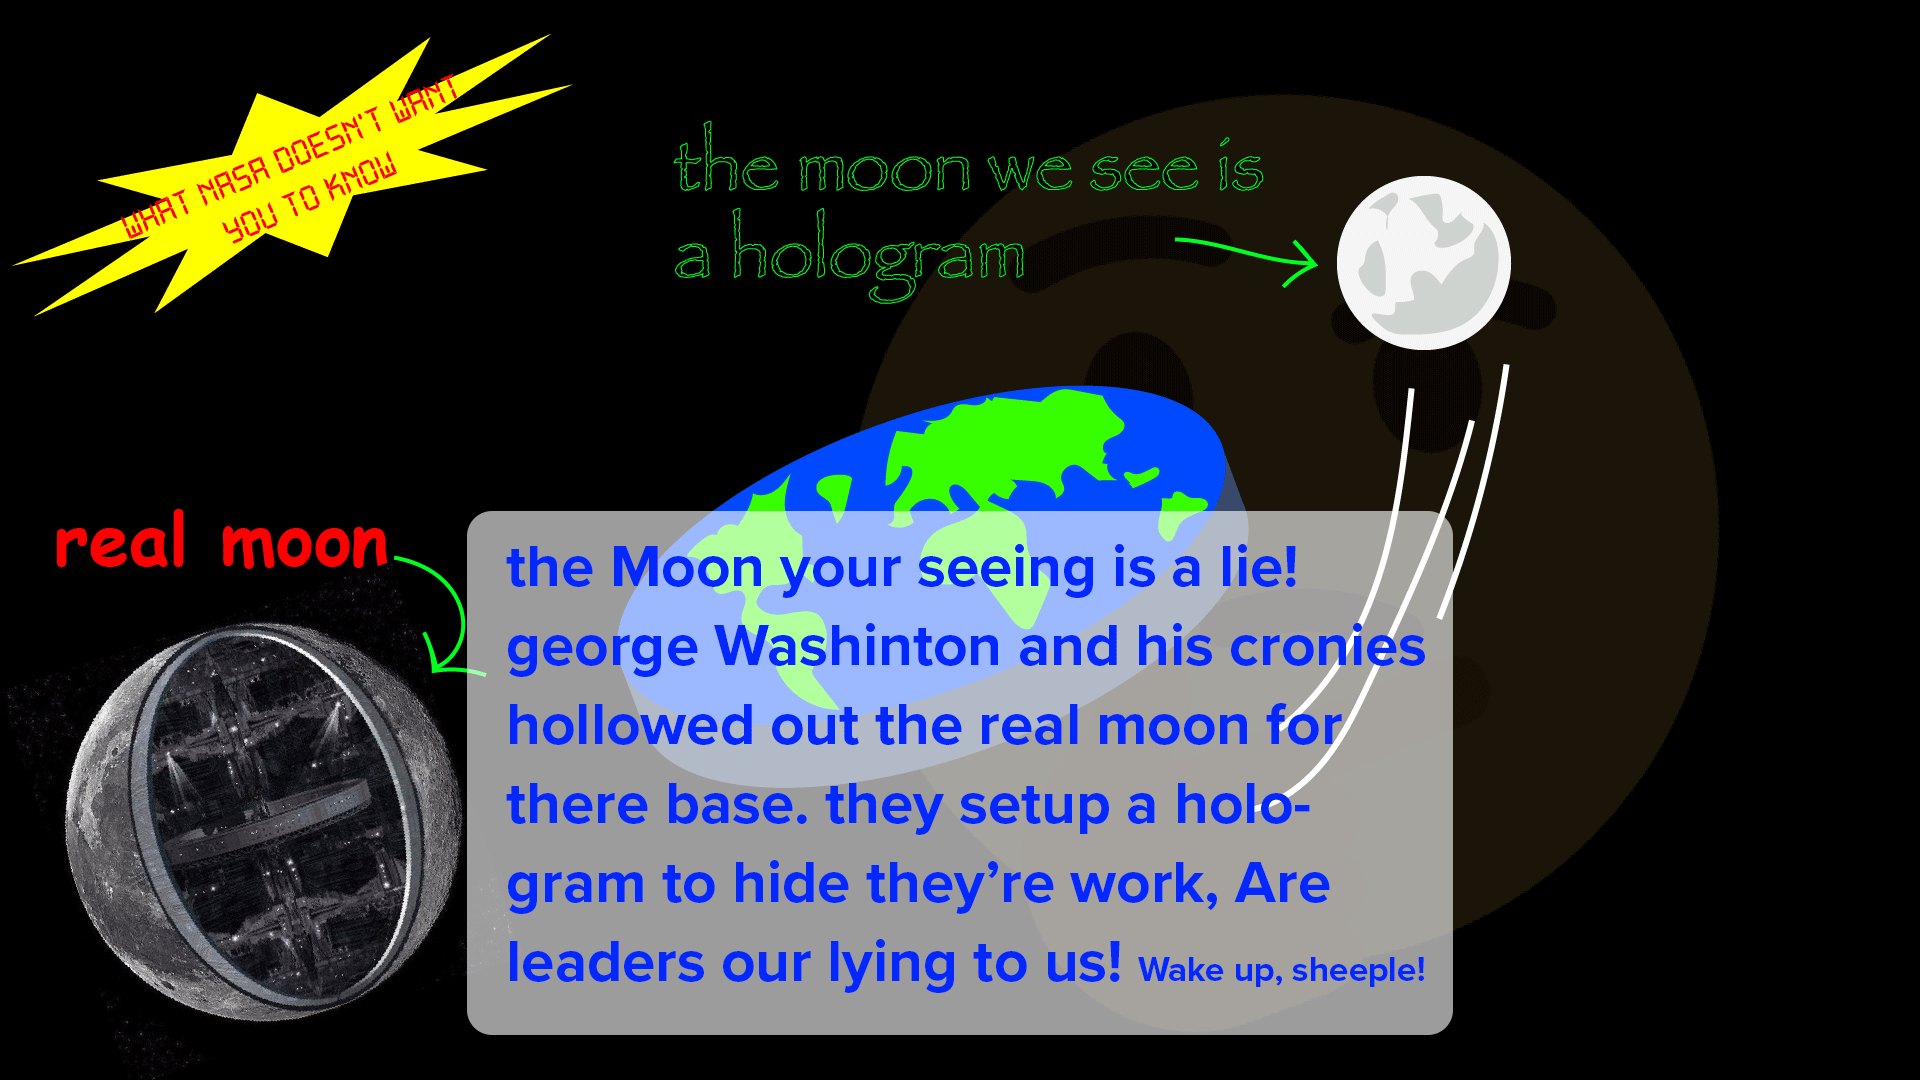 WHAT NASA DOESN'T WANT
YOU TO KNOW
the moon we see is
a hologram
real moon
the Moon your seeing is a lie!
george Washinton and his cronies
hollowed out the real moon for
there base. they setup a holo-
gram to hide they’re work, Are
leaders our lying to us! Wake up, sheeple!